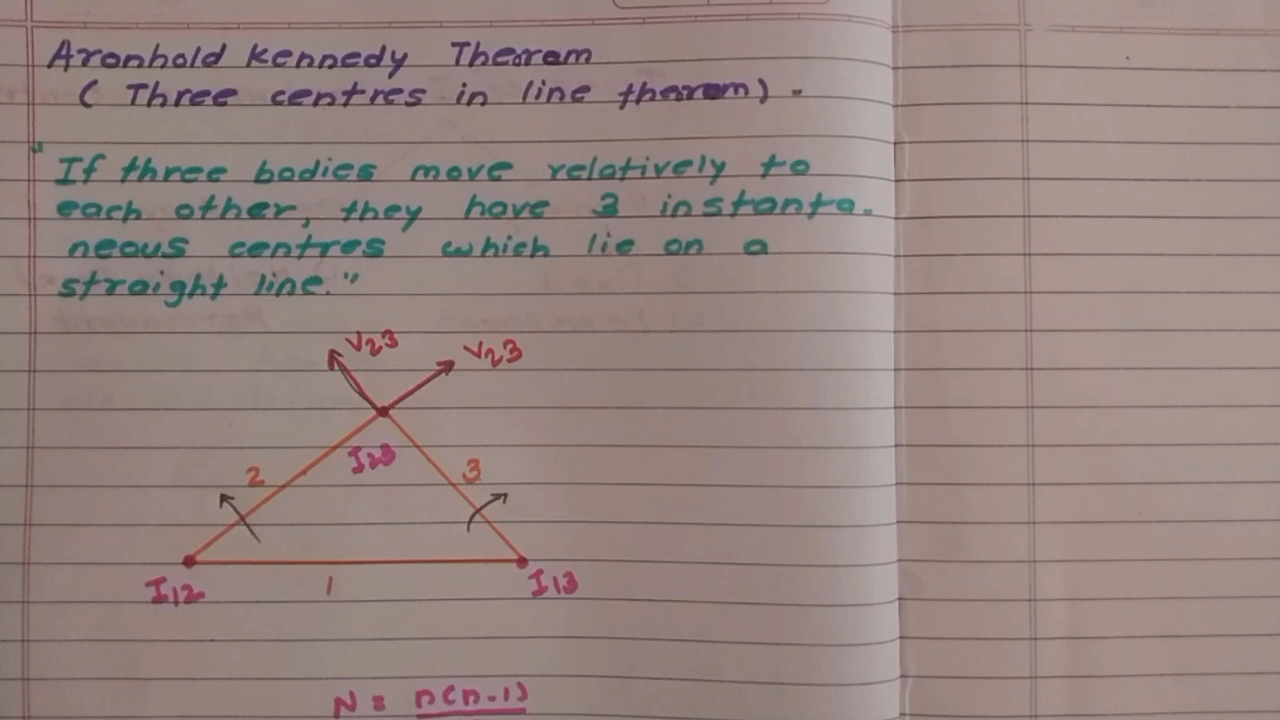 Aronhold Kennedy Theorem
( Three centres in line thorem) .
"If three bodies move relatively to
each other, they have 3 instanta-
neous centres which lie on a
straight line."
V23 V23
I23
2 3
I12 1 I13
N = n(n-1)